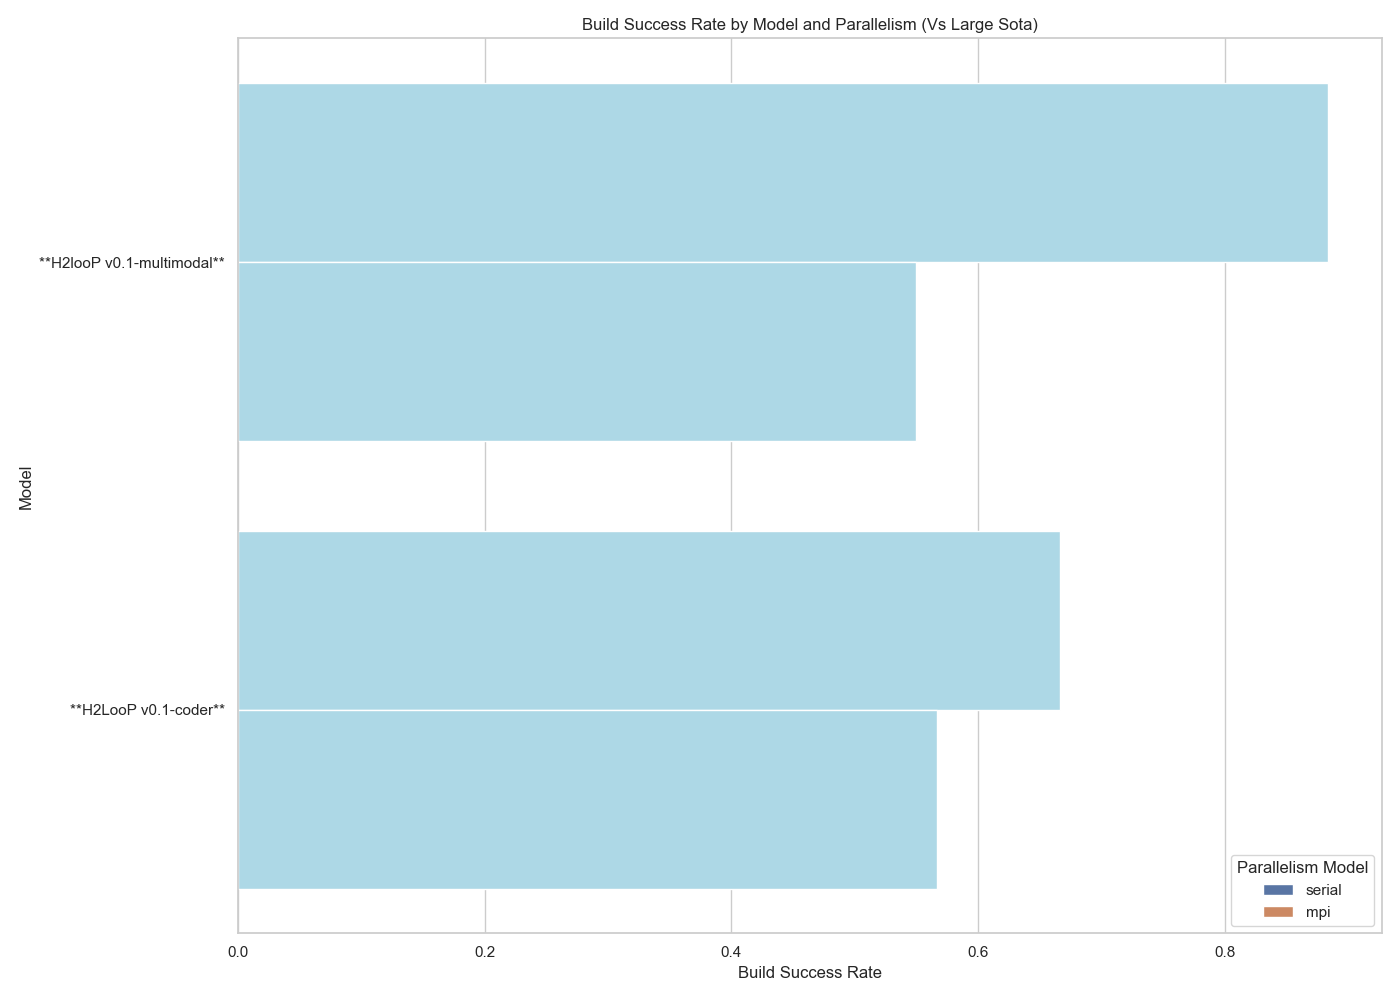 Build Success Rate by Model and Parallelism (Vs Large Sota)
**H2looP v0.1-multimodal**
Model
**H2LooP v0.1-coder**
Parallelism Model
serial
mpi
0.0 0.2 0.4 0.6 0.8
Build Success Rate